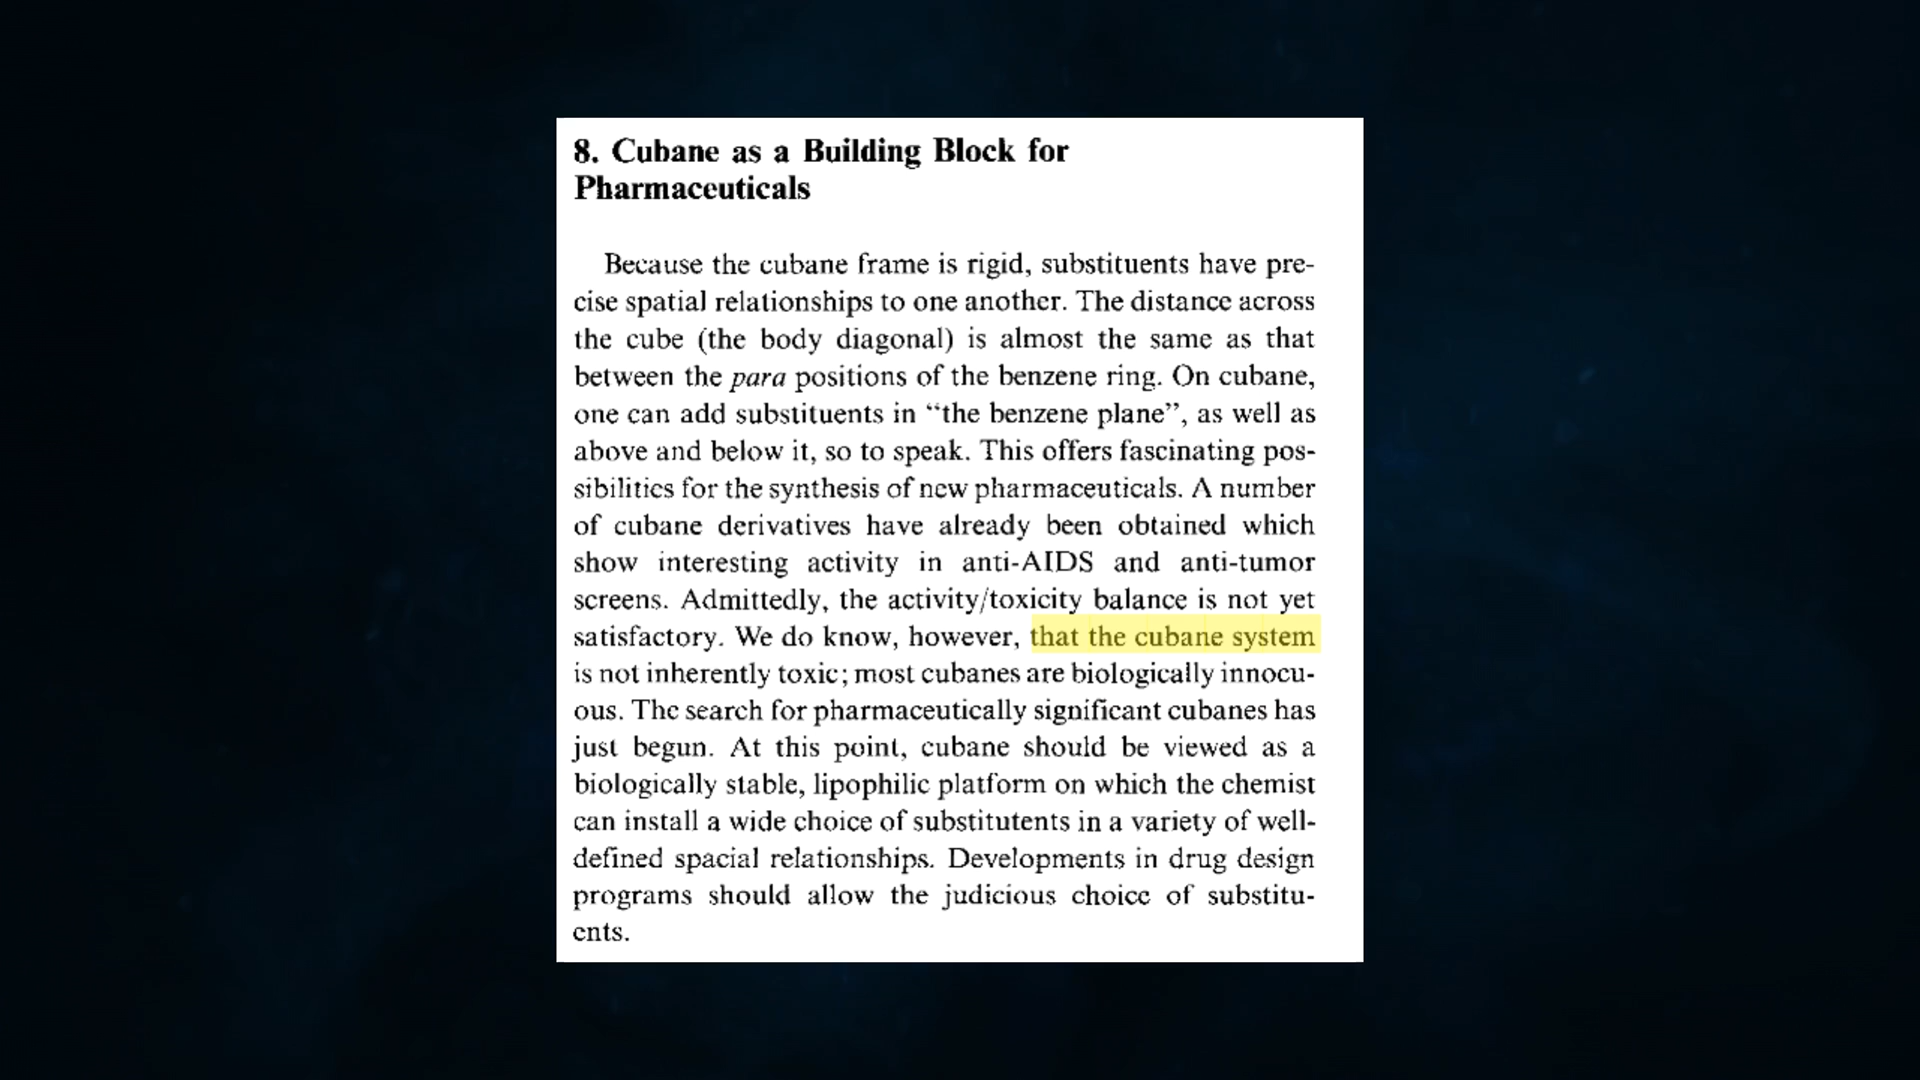 8. Cubane as a Building Block for
Pharmaceuticals
Because the cubane frame is rigid, substituents have pre-
cise spatial relationships to one another. The distance across
the cube (the body diagonal) is almost the same as that
between the para positions of the benzene ring. On cubane,
one can add substituents in “the benzene plane”, as well as
above and below it, so to speak. This offers fascinating pos-
sibilities for the synthesis of new pharmaceuticals. A number
of cubane derivatives have already been obtained which
show interesting activity in anti-AIDS and anti-tumor
screens. Admittedly, the activity/toxicity balance is not yet
satisfactory. We do know, however, that the cubane system
is not inherently toxic; most cubanes are biologically innocu-
ous. The search for pharmaceutically significant cubanes has
just begun. At this point, cubane should be viewed as a
biologically stable, lipophilic platform on which the chemist
can install a wide choice of substitutents in a variety of well-
defined spacial relationships. Developments in drug design
programs should allow the judicious choice of substitu-
ents.